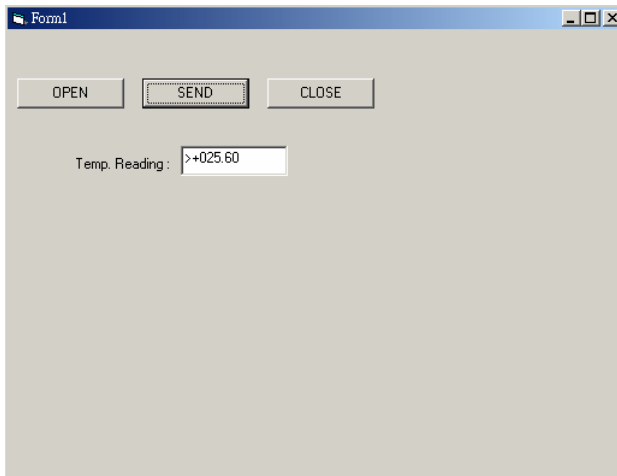 Form1
OPEN SEND CLOSE
Temp. Reading : >+025.60